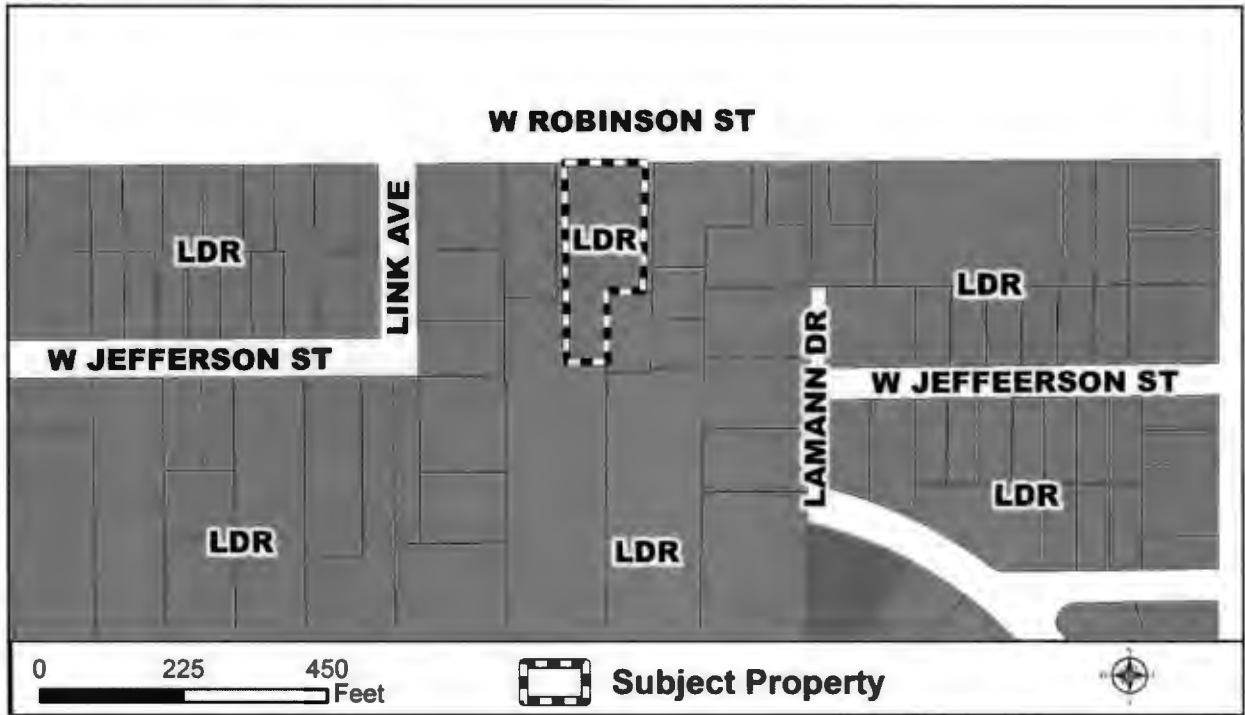 W ROBINSON ST
LINK AVE
LDR
LDR
LDR
W JEFFERSON ST
LAMANN DR
W JEFFEERSON ST
LDR
LDR
LDR
0 225 450
Feet
Subject Property